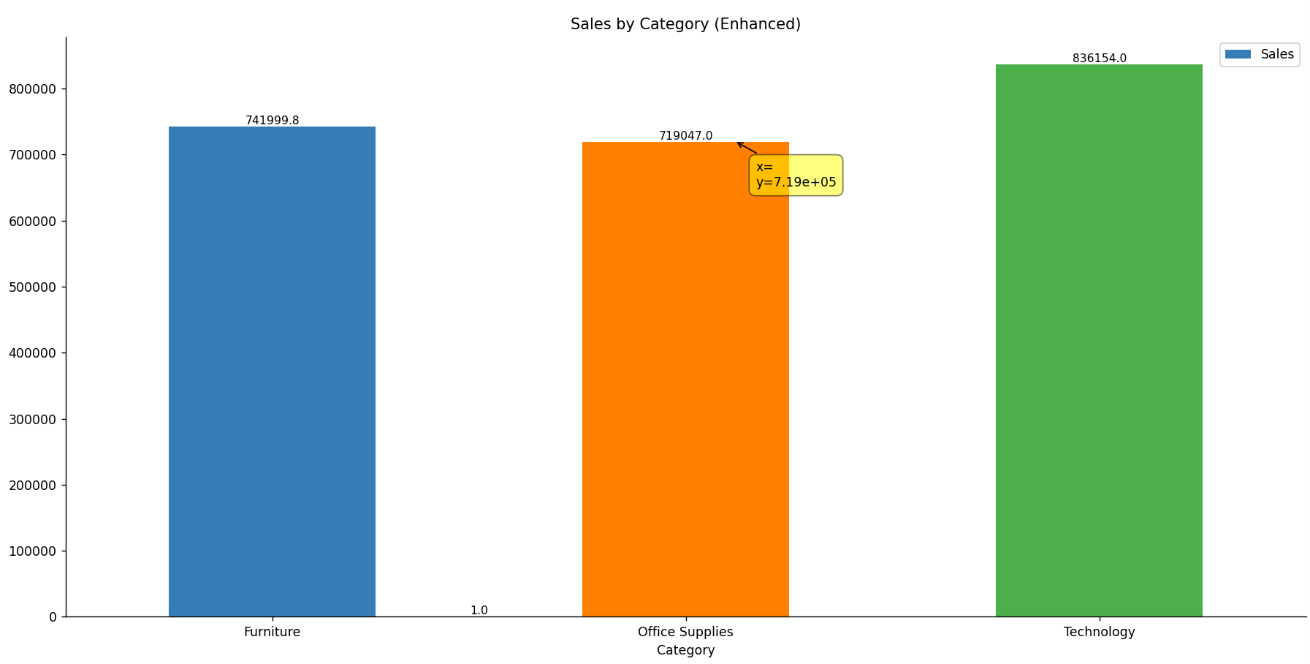 Sales by Category (Enhanced)
Sales
800000
700000
600000
500000
400000
300000
200000
100000
0
741999.8
719047.0
836154.0
x=
y=7.19e+05
1.0
Furniture
Office Supplies
Technology
Category